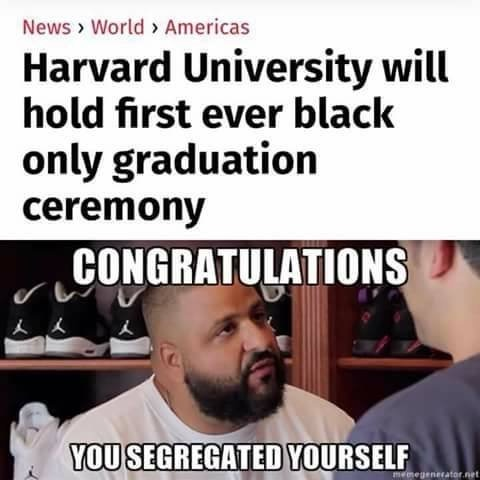 News › World › Americas
Harvard University will
hold first ever black
only graduation
ceremony
CONGRATULATIONS
YOU SEGREGATED YOURSELF
memegenerator.net